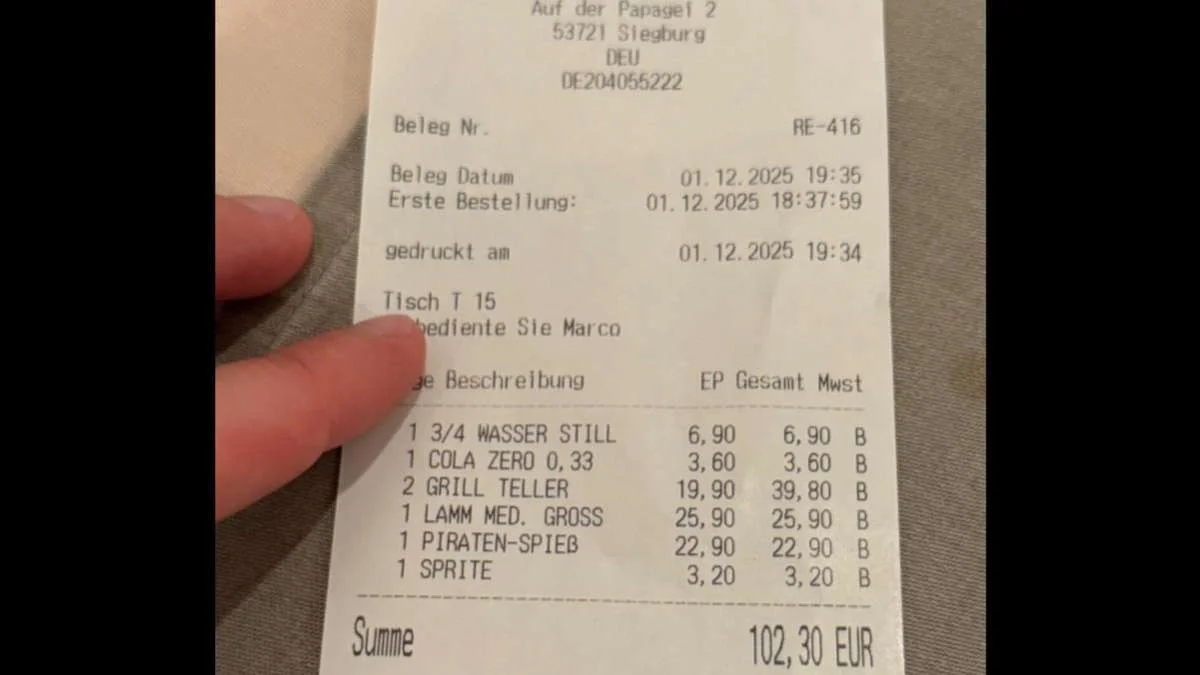 Auf der Papagei 2
53721 Siegburg
DEU
DE204055222
Beleg Nr. RE-416
Beleg Datum 01.12.2025 19:35
Erste Bestellung: 01.12.2025 18:37:59
gedruckt am 01.12.2025 19:34
Tisch T 15
bediente Sie Marco
Beschreibung EP Gesamt Mwst
1 3/4 WASSER STILL 6,90 6,90 B
1 COLA ZERO 0,33 3,60 3,60 B
2 GRILL TELLER 19,90 39,80 B
1 LAMM MED. GROSS 25,90 25,90 B
1 PIRATEN-SPIEß 22,90 22,90 B
1 SPRITE 3,20 3,20 B
Summe 102,30 EUR